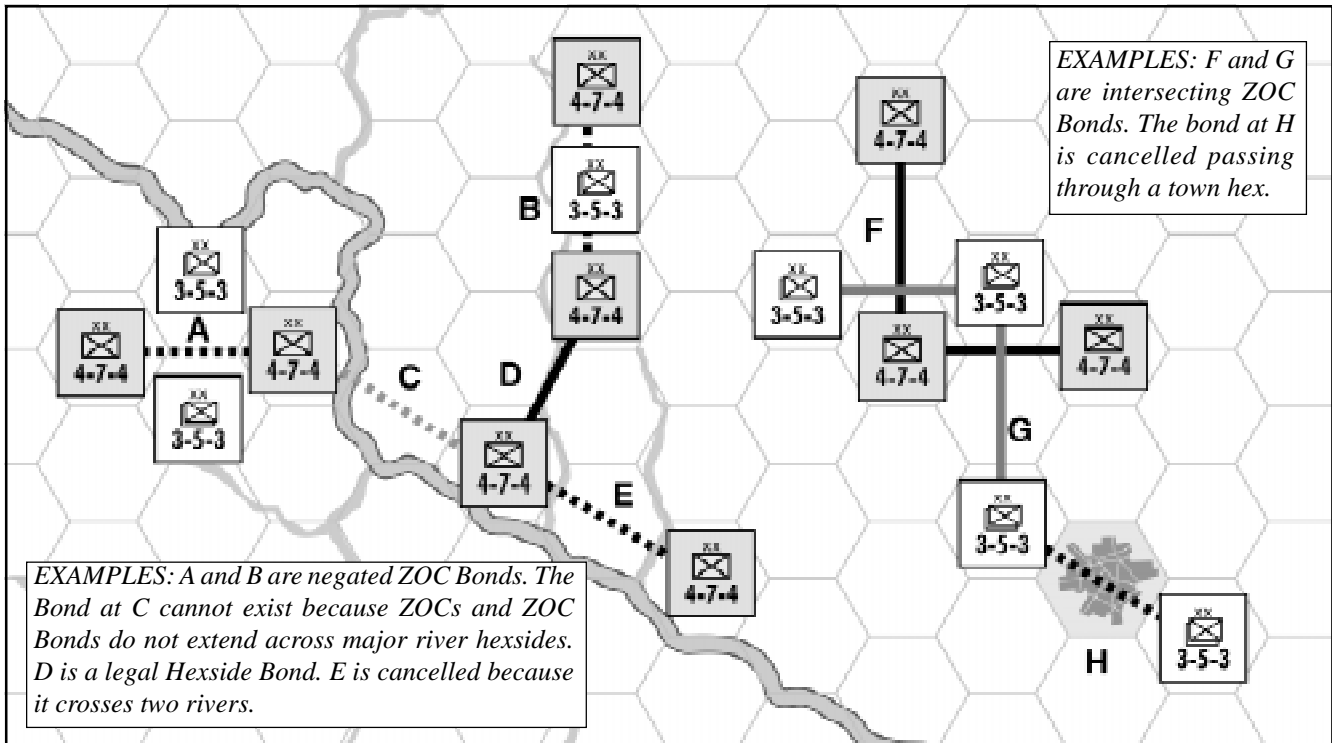 xx
4-7-4
EXAMPLES: F and G
are intersecting ZOC
Bonds. The bond at H
is cancelled passing
through a town hex.
xx
4-7-4
B
xx
3-5-3
F
xx
3-5-3
xx
3-5-3
xx
3-5-3
xx
4-7-4
xx
4-7-4
A
xx
4-7-4
xx
4-7-4
xx
4-7-4
C
D
xx
3-5-3
G
xx
4-7-4
E
xx
3-5-3
xx
4-7-4
EXAMPLES: A and B are negated ZOC Bonds. The
Bond at C cannot exist because ZOCs and ZOC
Bonds do not extend across major river hexsides.
D is a legal Hexside Bond. E is cancelled because
it crosses two rivers.
xx
3-5-3
H